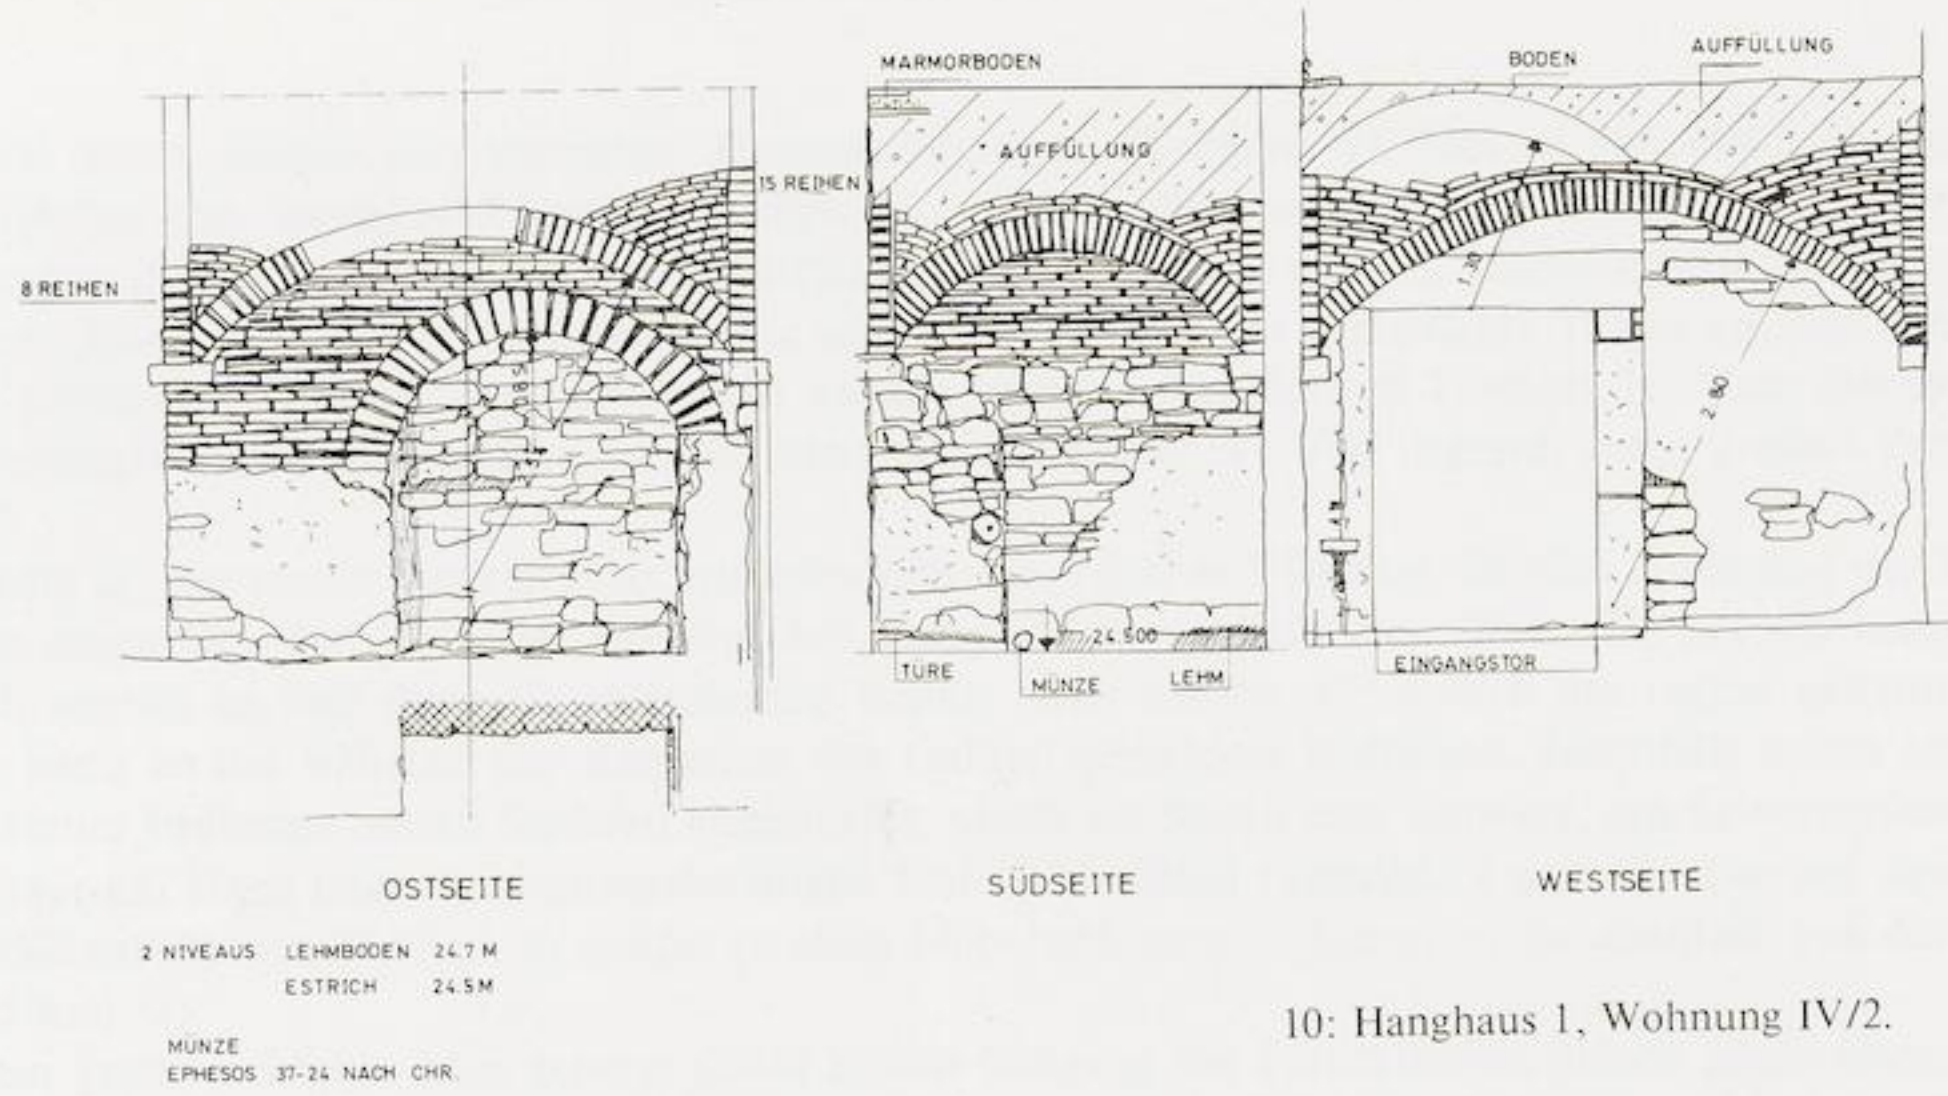 MARMORBODEN
BODEN
AUFFÜLLUNG
AUFFÜLLUNG
15 REIHEN
8 REIHEN
1.30
2.80
24.500
TÜRE
MÜNZE
LEHM
EINGANGSTOR
OSTSEITE
SÜDSEITE
WESTSEITE
2 NIVEAUS LEHMBODEN 24.7 M
ESTRICH 24.5 M
10: Hanghaus 1, Wohnung IV/2.
MÜNZE
EPHESOS 37-24 NACH CHR.